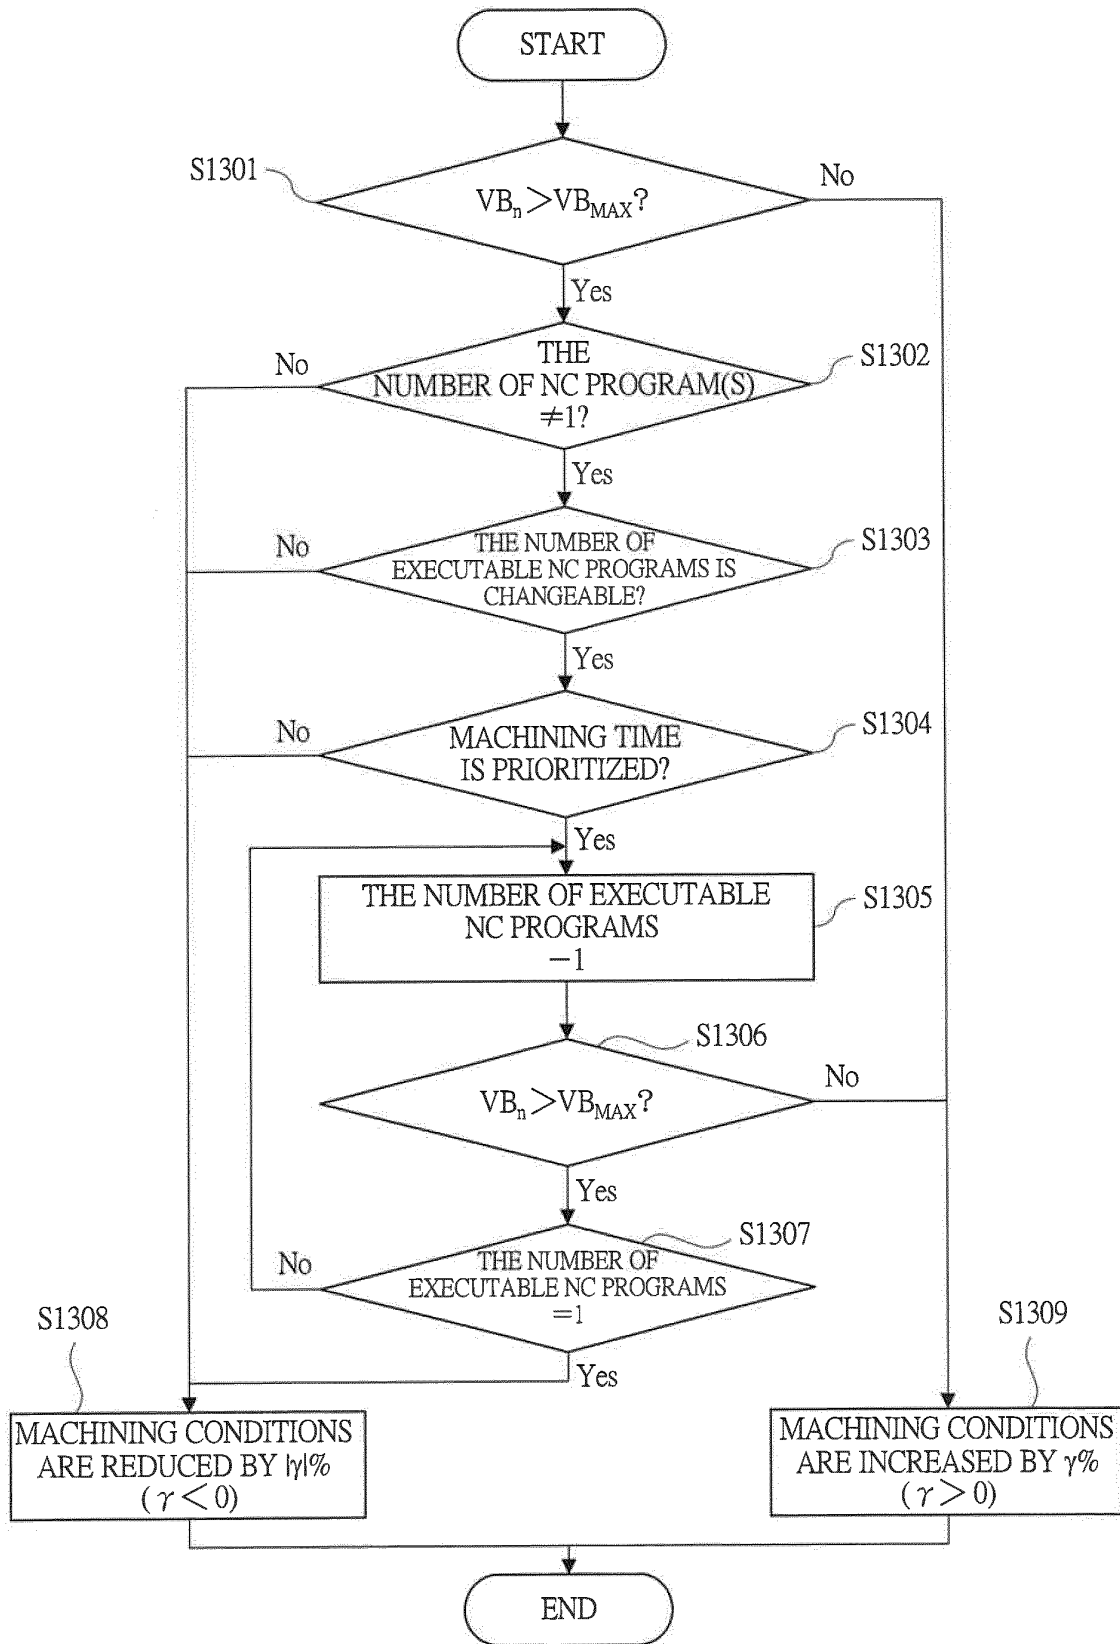 START
S1301
VBn>VBMAX?
No
Yes
No
THE
NUMBER OF NC PROGRAM(S)
≠1?
S1302
Yes
No
THE NUMBER OF
EXECUTABLE NC PROGRAMS IS
CHANGEABLE?
S1303
Yes
No
MACHINING TIME
IS PRIORITIZED?
S1304
Yes
THE NUMBER OF EXECUTABLE
NC PROGRAMS
−1
S1305
S1306
VBn>VBMAX?
No
Yes
S1307
No
THE NUMBER OF
EXECUTABLE NC PROGRAMS
=1
Yes
S1308
MACHINING CONDITIONS
ARE REDUCED BY |γ|%
(γ<0)
S1309
MACHINING CONDITIONS
ARE INCREASED BY γ%
(γ>0)
END